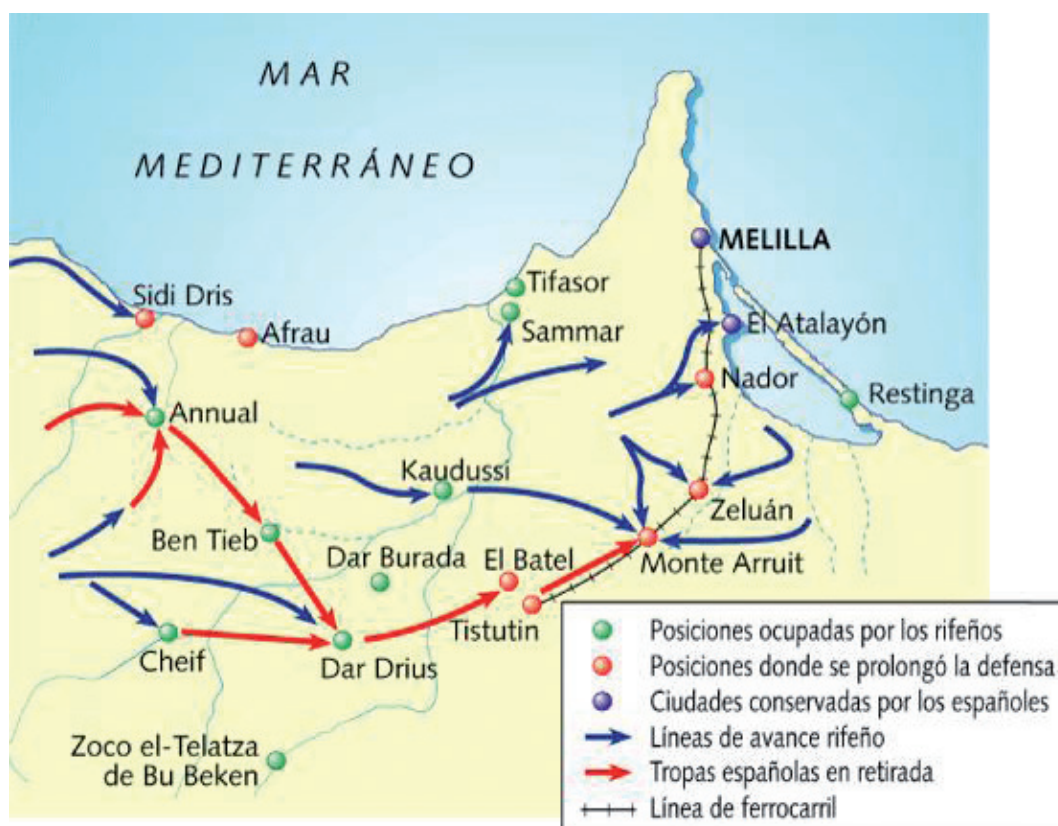 MAR
MEDITERRÁNEO
MELILLA
Tifasor
Sidi Dris
Sammar
El Atalayón
Afrau
Nador
Restinga
Annual
Kaudussi
Zeluán
Ben Tieb
Dar Burada
El Batel
Monte Arruit
Tistutin
Cheif
Dar Drius
Zoco el-Telatza
de Bu Beken
Posiciones ocupadas por los rifeños
Posiciones donde se prolongó la defensa
Ciudades conservadas por los españoles
Líneas de avance rifeño
Tropas españolas en retirada
Línea de ferrocarril